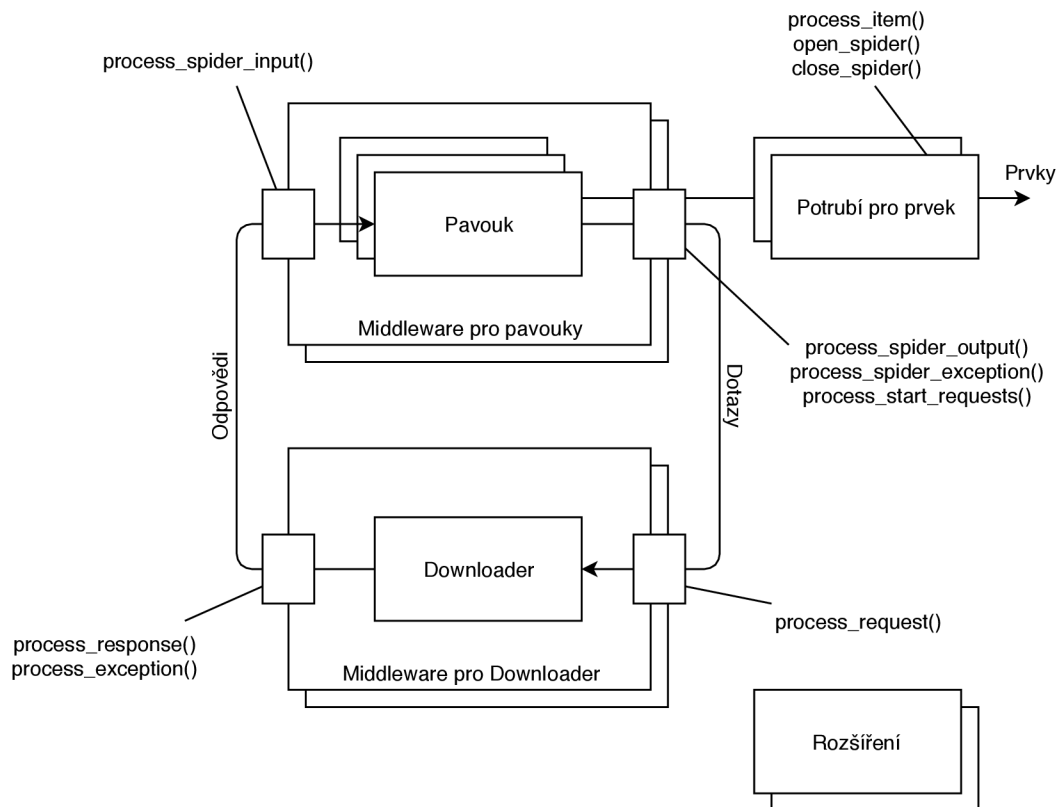 process_item()
open_spider()
close_spider()
process_spider_input()
Prvky
Pavouk
Potrubí pro prvek
Middleware pro pavouky
process_spider_output()
process_spider_exception()
process_start_requests()
Odpovědi
Dotazy
Downloader
process_request()
process_response()
process_exception()
Middleware pro Downloader
Rozšíření